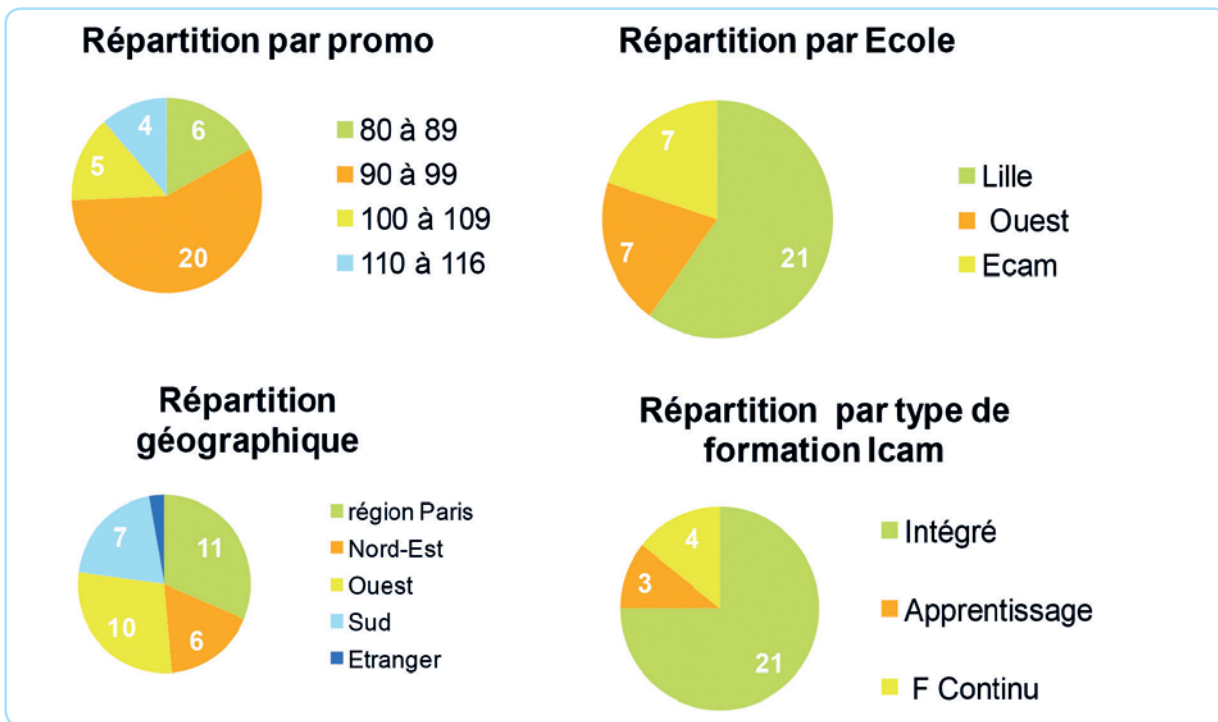 Répartition par promo
4
6
5
20
80 à 89
90 à 99
100 à 109
110 à 116
Répartition par Ecole
7
7
21
Lille
Ouest
Ecam
Répartition
géographique
7
11
10
6
région Paris
Nord-Est
Ouest
Sud
Etranger
Répartition par type de
formation Icam
4
3
21
Intégré
Apprentissage
F Continu